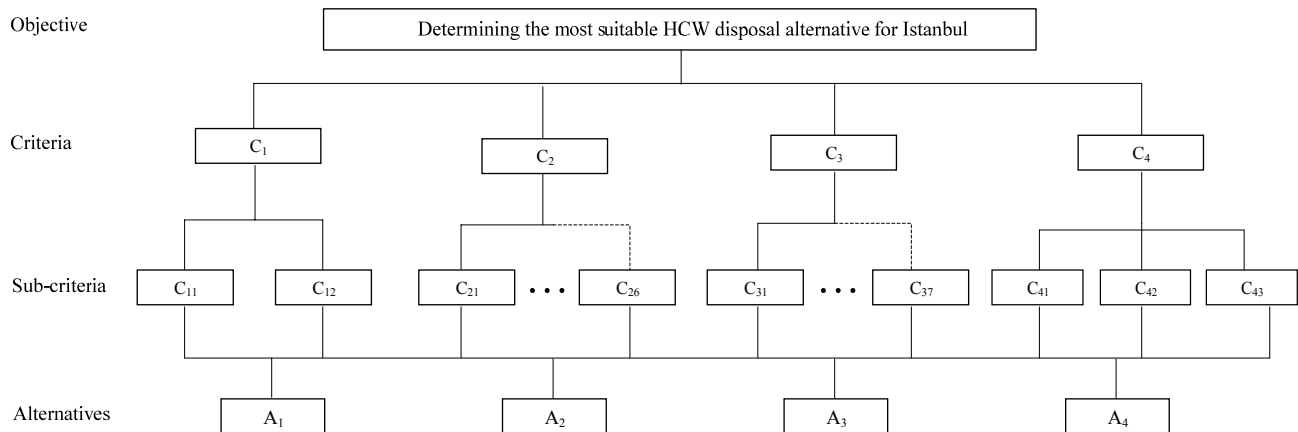 Objective
Determining the most suitable HCW disposal alternative for Istanbul
Criteria
C₁
C₂
C₃
C₄
Sub-criteria
C₁₁
C₁₂
C₂₁
• • •
C₂₆
C₃₁
• • •
C₃₇
C₄₁
C₄₂
C₄₃
Alternatives
A₁
A₂
A₃
A₄